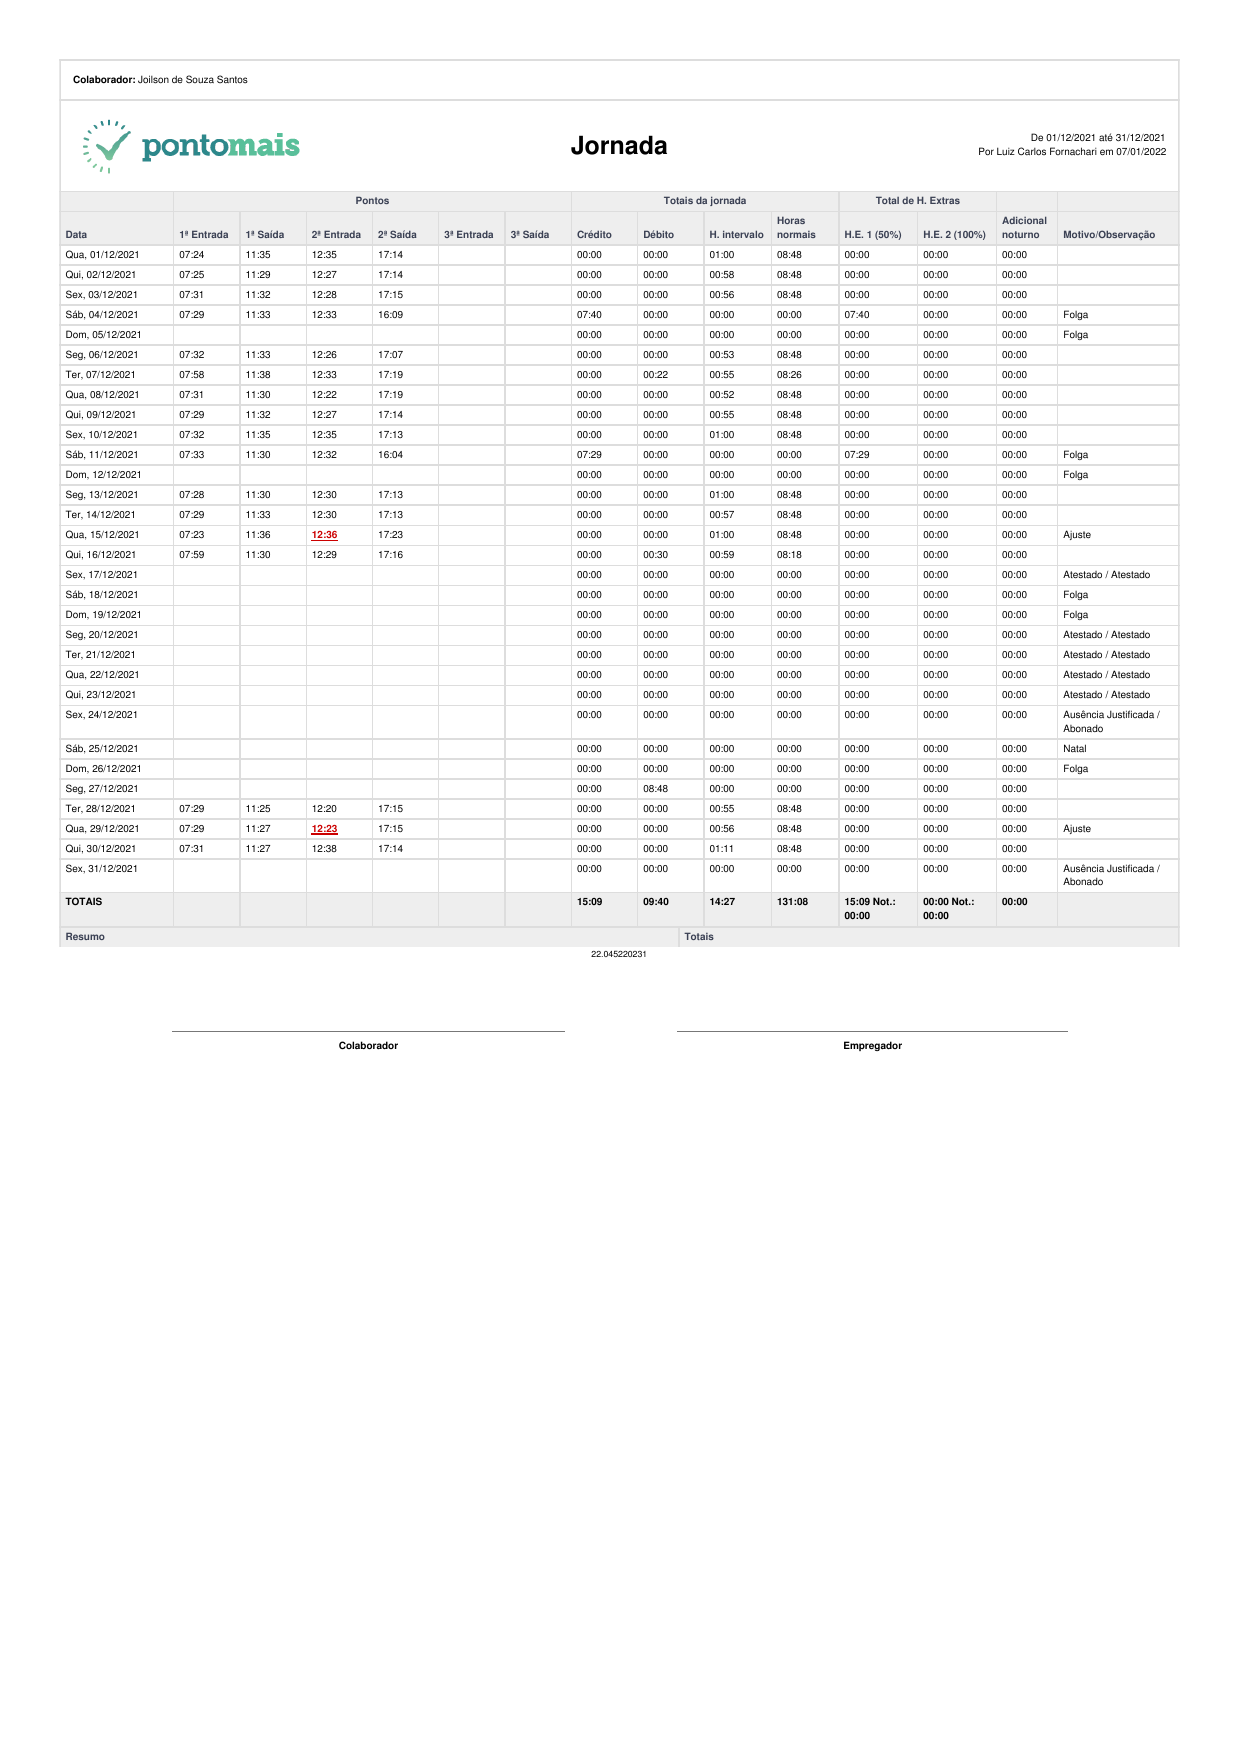 Colaborador: Joilson de Souza Santos
pontomais
Jornada
De 01/12/2021 até 31/12/2021
Por Luiz Carlos Fornachari em 07/01/2022
Pontos Totais da jornada Total de H. Extras
Data 1ª Entrada 1ª Saída 2ª Entrada 2ª Saída 3ª Entrada 3ª Saída Crédito Débito H. intervalo Horas normais H.E. 1 (50%) H.E. 2 (100%) Adicional noturno Motivo/Observação
Qua, 01/12/2021 07:24 11:35 12:35 17:14 00:00 00:00 01:00 08:48 00:00 00:00 00:00
Qui, 02/12/2021 07:25 11:29 12:27 17:14 00:00 00:00 00:58 08:48 00:00 00:00 00:00
Sex, 03/12/2021 07:31 11:32 12:28 17:15 00:00 00:00 00:56 08:48 00:00 00:00 00:00
Sáb, 04/12/2021 07:29 11:33 12:33 16:09 07:40 00:00 00:00 00:00 07:40 00:00 00:00 Folga
Dom, 05/12/2021 00:00 00:00 00:00 00:00 00:00 00:00 00:00 Folga
Seg, 06/12/2021 07:32 11:33 12:26 17:07 00:00 00:00 00:53 08:48 00:00 00:00 00:00
Ter, 07/12/2021 07:58 11:38 12:33 17:19 00:00 00:22 00:55 08:26 00:00 00:00 00:00
Qua, 08/12/2021 07:31 11:30 12:22 17:19 00:00 00:00 00:52 08:48 00:00 00:00 00:00
Qui, 09/12/2021 07:29 11:32 12:27 17:14 00:00 00:00 00:55 08:48 00:00 00:00 00:00
Sex, 10/12/2021 07:32 11:35 12:35 17:13 00:00 00:00 01:00 08:48 00:00 00:00 00:00
Sáb, 11/12/2021 07:33 11:30 12:32 16:04 07:29 00:00 00:00 00:00 07:29 00:00 00:00 Folga
Dom, 12/12/2021 00:00 00:00 00:00 00:00 00:00 00:00 00:00 Folga
Seg, 13/12/2021 07:28 11:30 12:30 17:13 00:00 00:00 01:00 08:48 00:00 00:00 00:00
Ter, 14/12/2021 07:29 11:33 12:30 17:13 00:00 00:00 00:57 08:48 00:00 00:00 00:00
Qua, 15/12/2021 07:23 11:36 12:36 17:23 00:00 00:00 01:00 08:48 00:00 00:00 00:00 Ajuste
Qui, 16/12/2021 07:59 11:30 12:29 17:16 00:00 00:30 00:59 08:18 00:00 00:00 00:00
Sex, 17/12/2021 00:00 00:00 00:00 00:00 00:00 00:00 00:00 Atestado / Atestado
Sáb, 18/12/2021 00:00 00:00 00:00 00:00 00:00 00:00 00:00 Folga
Dom, 19/12/2021 00:00 00:00 00:00 00:00 00:00 00:00 00:00 Folga
Seg, 20/12/2021 00:00 00:00 00:00 00:00 00:00 00:00 00:00 Atestado / Atestado
Ter, 21/12/2021 00:00 00:00 00:00 00:00 00:00 00:00 00:00 Atestado / Atestado
Qua, 22/12/2021 00:00 00:00 00:00 00:00 00:00 00:00 00:00 Atestado / Atestado
Qui, 23/12/2021 00:00 00:00 00:00 00:00 00:00 00:00 00:00 Atestado / Atestado
Sex, 24/12/2021 00:00 00:00 00:00 00:00 00:00 00:00 00:00 Ausência Justificada /
Abonado
Sáb, 25/12/2021 00:00 00:00 00:00 00:00 00:00 00:00 00:00 Natal
Dom, 26/12/2021 00:00 00:00 00:00 00:00 00:00 00:00 00:00 Folga
Seg, 27/12/2021 00:00 08:48 00:00 00:00 00:00 00:00 00:00
Ter, 28/12/2021 07:29 11:25 12:20 17:15 00:00 00:00 00:55 08:48 00:00 00:00 00:00
Qua, 29/12/2021 07:29 11:27 12:23 17:15 00:00 00:00 00:56 08:48 00:00 00:00 00:00 Ajuste
Qui, 30/12/2021 07:31 11:27 12:38 17:14 00:00 00:00 01:11 08:48 00:00 00:00 00:00
Sex, 31/12/2021 00:00 00:00 00:00 00:00 00:00 00:00 00:00 Ausência Justificada /
Abonado
TOTAIS 15:09 09:40 14:27 131:08 15:09 Not.: 00:00 Not.: 00:00
00:00 00:00
Resumo Totais
22.045220231
Colaborador Empregador